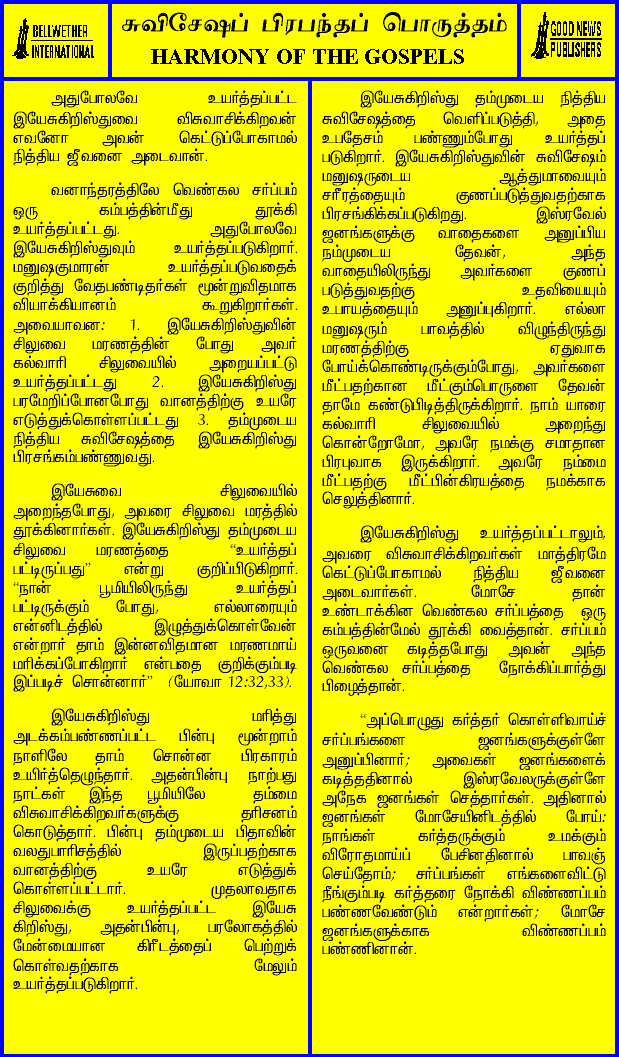 BELLWETHER
INTERNATIONAL
சுவிசேஷப் பிரபந்தப் பொருத்தம்
HARMONY OF THE GOSPELS
GOOD NEWS
PUBLISHERS
அதுபோலவே உயர்த்தப்பட்ட
இயேசுகிறிஸ்துவை விசுவாசிக்கிறவன்
எவனோ அவன் கெட்டுப்போகாமல்
நித்திய ஜீவனை அடைவான்.
வனாந்தரத்திலே வெண்கல சர்ப்பம்
ஒரு கம்பத்தின்மீது தூக்கி
உயர்த்தப்பட்டது. அதுபோலவே
இயேசுகிறிஸ்துவும் உயர்த்தப்படுகிறார்.
மனுஷகுமாரன் உயர்த்தப்படுவதைக்
குறித்து வேதபண்டிதர்கள் மூன்றுவிதமாக
வியாக்கியானம் கூறுகிறார்கள்.
அவையாவன: 1. இயேசுகிறிஸ்துவின்
சிலுவை மரணத்தின் போது அவர்
கல்வாரி சிலுவையில் அறையப்பட்டு
உயர்த்தப்பட்டது 2. இயேசுகிறிஸ்து
பரமேறிப்போனபோது வானத்திற்கு உயரே
எடுத்துக்கொள்ளப்பட்டது 3. தம்முடைய
நித்திய சுவிசேஷத்தை இயேசுகிறிஸ்து
பிரசங்கம்பண்ணுவது.
இயேசுவை சிலுவையில்
அறைந்தபோது, அவரை சிலுவை மரத்தில்
தூக்கினார்கள். இயேசுகிறிஸ்து தம்முடைய
சிலுவை மரணத்தை “உயர்த்தப்
பட்டிருப்பது” என்று குறிப்பிடுகிறார்.
“நான் பூமியிலிருந்து உயர்த்தப்
பட்டிருக்கும் போது, எல்லாரையும்
என்னிடத்தில் இழுத்துக்கொள்வேன்
என்றார் தாம் இன்னவிதமான மரணமாய்
மரிக்கப்போகிறார் என்பதை குறிக்கும்படி
இப்படிச் சொன்னார்” (யோவா 12:32,33).
இயேசுகிறிஸ்து மரித்து
அடக்கம்பண்ணப்பட்ட பின்பு மூன்றாம்
நாளிலே தாம் சொன்ன பிரகாரம்
உயிர்த்தெழுந்தார். அதன்பின்பு நாற்பது
நாட்கள் இந்த பூமியிலே தம்மை
விசுவாசிக்கிறவர்களுக்கு தரிசனம்
கொடுத்தார். பின்பு தம்முடைய பிதாவின்
வலதுபாரிசத்தில் இருப்பதற்காக
வானத்திற்கு உயரே எடுத்துக்
கொள்ளப்பட்டார். முதலாவதாக
சிலுவைக்கு உயர்த்தப்பட்ட இயேசு
கிறிஸ்து, அதன்பின்பு, பரலோகத்தில்
மேன்மையான கிரீடத்தைப் பெற்றுக்
கொள்வதற்காக மேலும்
உயர்த்தப்படுகிறார்.
இயேசுகிறிஸ்து தம்முடைய நித்திய
சுவிசேஷத்தை வெளிப்படுத்தி, அதை
உபதேசம் பண்ணும்போது உயர்த்தப்
படுகிறார். இயேசுகிறிஸ்துவின் சுவிசேஷம்
மனுஷருடைய ஆத்துமாவையும்
சரீரத்தையும் குணப்படுத்துவதற்காக
பிரசங்கிக்கப்படுகிறது. இஸ்ரவேல்
ஜனங்களுக்கு வாதைகளை அனுப்பிய
நம்முடைய தேவன், அந்த
வாதையிலிருந்து அவர்களை குணப்
படுத்துவதற்கு உதவியையும்
உபாயத்தையும் அனுப்புகிறார். எல்லா
மனுஷரும் பாவத்தில் விழுந்திருந்து
மரணத்திற்கு ஏதுவாக
போய்க்கொண்டிருக்கும்போது, அவர்களை
மீட்பதற்கான மீட்கும்பொருளை தேவன்
தாமே கண்டுபிடித்திருக்கிறார். நாம் யாரை
கல்வாரி சிலுவையில் அறைந்து
கொன்றோமோ, அவரே நமக்கு சமாதான
பிரபுவாக இருக்கிறார். அவரே நம்மை
மீட்பதற்கு மீட்பின்கிரயத்தை நமக்காக
செலுத்தினார்.
இயேசுகிறிஸ்து உயர்த்தப்பட்டாலும்,
அவரை விசுவாசிக்கிறவர்கள் மாத்திரமே
கெட்டுப்போகாமல் நித்திய ஜீவனை
அடைவார்கள். மோசே தான்
உண்டாக்கின வெண்கல சர்ப்பத்தை ஒரு
கம்பத்தின்மேல் தூக்கி வைத்தான். சர்ப்பம்
ஒருவனை கடித்தபோது அவன் அந்த
வெண்கல சர்ப்பத்தை நோக்கிப்பார்த்து
பிழைத்தான்.
“அப்பொழுது கர்த்தர் கொள்ளிவாய்ச்
சர்ப்பங்களை ஜனங்களுக்குள்ளே
அனுப்பினார்; அவைகள் ஜனங்களைக்
கடித்ததினால் இஸ்ரவேலருக்குள்ளே
அநேக ஜனங்கள் செத்தார்கள். அதினால்
ஜனங்கள் மோசேயினிடத்தில் போய்:
நாங்கள் கர்த்தருக்கும் உமக்கும்
விரோதமாய்ப் பேசினதினால் பாவஞ்
செய்தோம்; சர்ப்பங்கள் எங்களைவிட்டு
நீங்கும்படி கர்த்தரை நோக்கி விண்ணப்பம்
பண்ணவேண்டும் என்றார்கள்; மோசே
ஜனங்களுக்காக விண்ணப்பம்
பண்ணினான்.